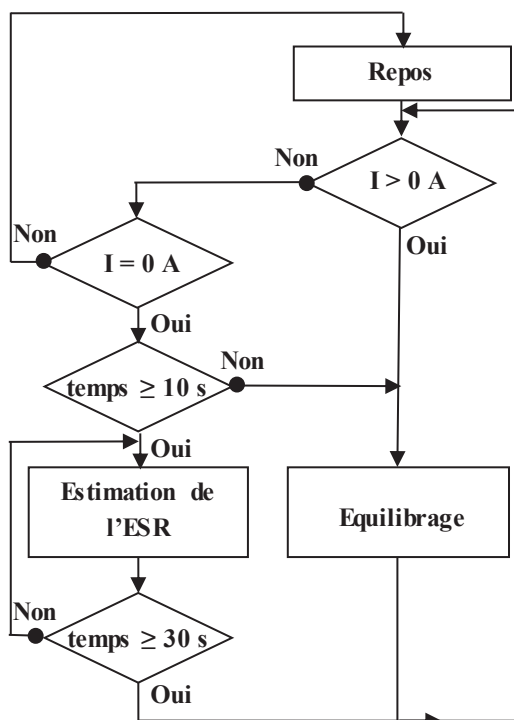 Repos
Non
I > 0 A
Non
Oui
I = 0 A
Oui
Non
temps ≥ 10 s
Oui
Estimation de
l'ESR
Equilibrage
Non
temps ≥ 30 s
Oui